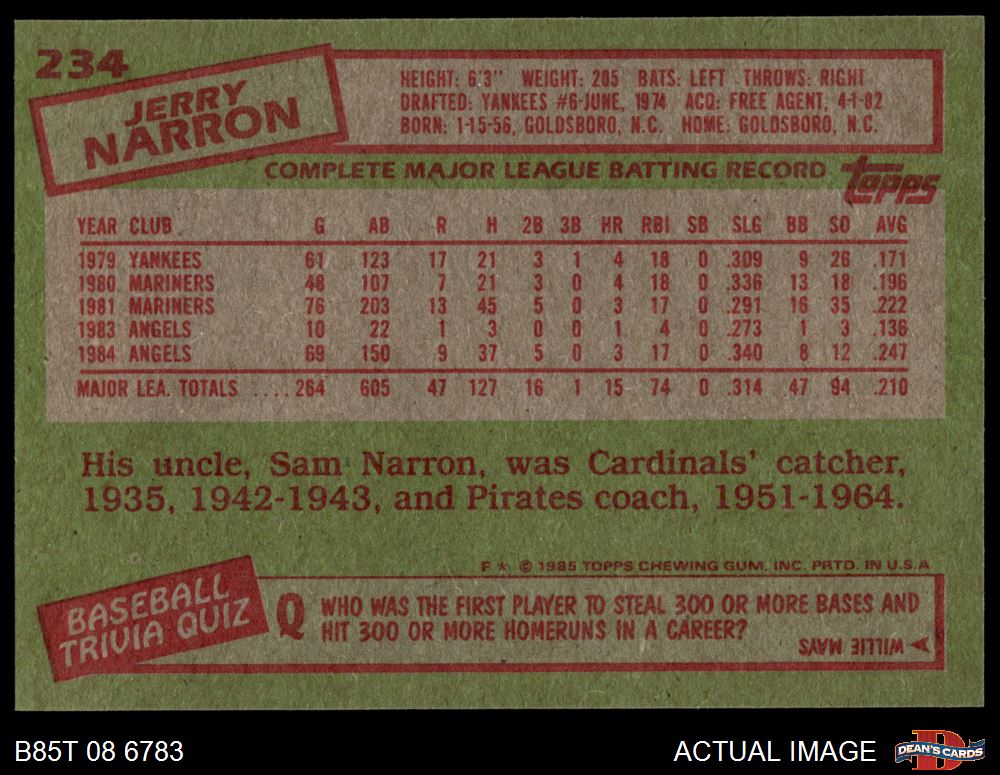 234
JERRY
NARRON
HEIGHT: 6'3" WEIGHT: 205 BATS: LEFT THROWS: RIGHT
DRAFTED: YANKEES #6-JUNE, 1974 ACQ: FREE AGENT, 4-1-82
BORN: 1-15-56, GOLDSBORO, N.C. HOME: GOLDSBORO, N.C.
COMPLETE MAJOR LEAGUE BATTING RECORD
topps
YEAR CLUB G AB R H 2B 3B HR RBI SB SLG BB SO AVG
1979 YANKEES 61 123 17 21 3 1 4 18 0 .309 9 26 .171
1980 MARINERS 48 107 7 21 3 0 4 18 0 .336 13 18 .196
1981 MARINERS 76 203 13 45 5 0 3 17 0 .291 16 35 .222
1983 ANGELS 10 22 1 3 0 0 1 4 0 .273 1 3 .136
1984 ANGELS 69 150 9 37 5 0 3 17 0 .340 8 12 .247
MAJOR LEA. TOTALS .... 264 605 47 127 16 1 15 74 0 .314 47 94 .210
His uncle, Sam Narron, was Cardinals' catcher,
1935, 1942-1943, and Pirates coach, 1951-1964.
F * © 1985 TOPPS CHEWING GUM, INC. PRTD. IN U.S.A
BASEBALL
TRIVIA QUIZ
Q WHO WAS THE FIRST PLAYER TO STEAL 300 OR MORE BASES AND
HIT 300 OR MORE HOMERUNS IN A CAREER?
WILLIE MAYS
B85T 08 6783
ACTUAL IMAGE
DEAN'S CARDS